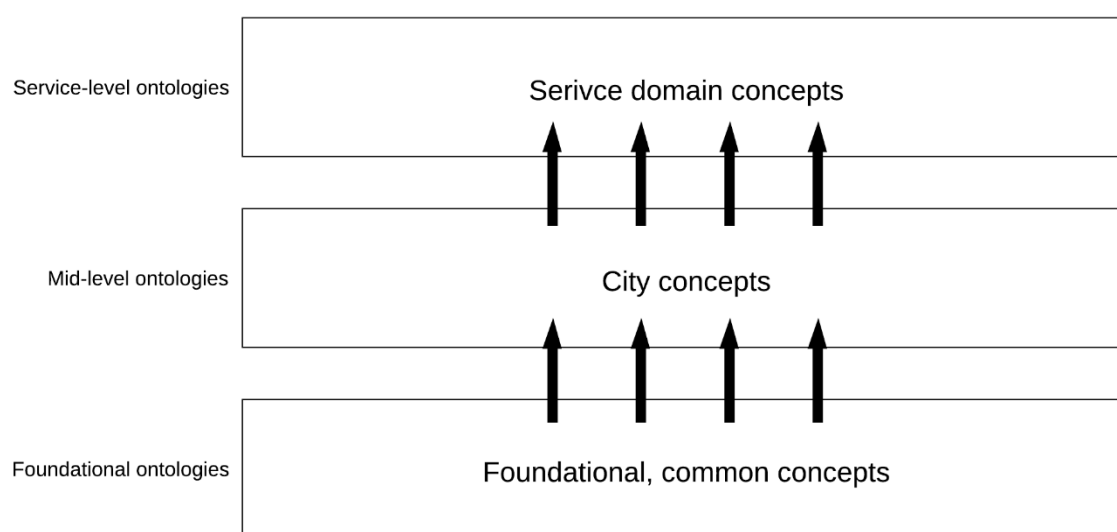 Service-level ontologies
Serivce domain concepts
Mid-level ontologies
City concepts
Foundational ontologies
Foundational, common concepts